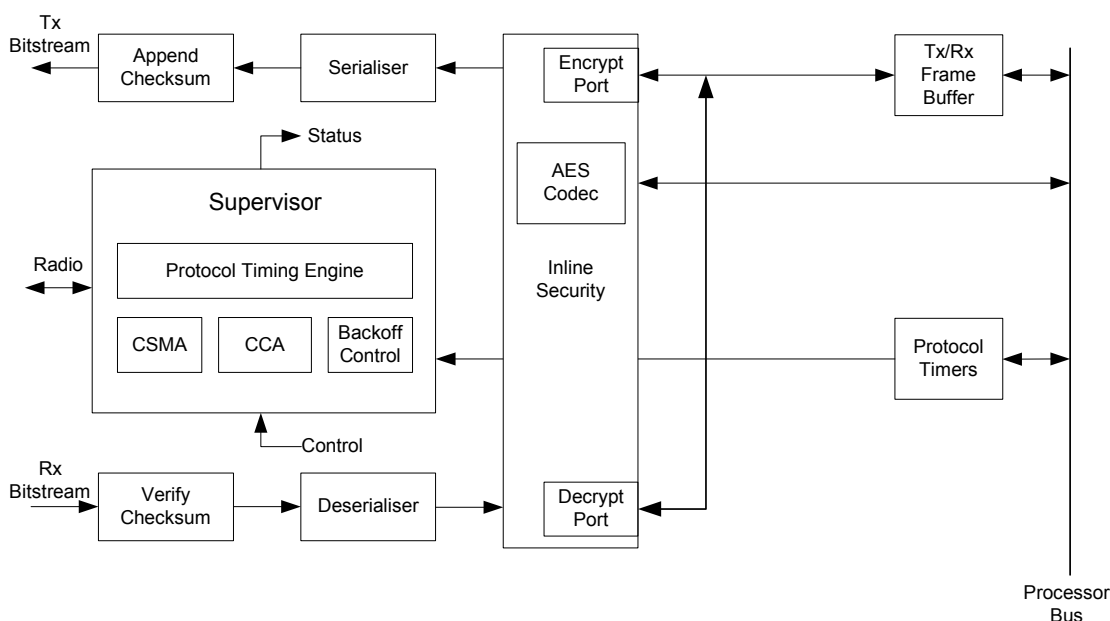 Tx
Bitstream
Append
Checksum
Serialiser
Encrypt
Port
Tx/Rx
Frame
Buffer
Status
AES
Codec
Supervisor
Radio
Protocol Timing Engine
Inline
Security
CSMA
CCA
Backoff
Control
Protocol
Timers
Control
Rx
Bitstream
Verify
Checksum
Deserialiser
Decrypt
Port
Processor
Bus